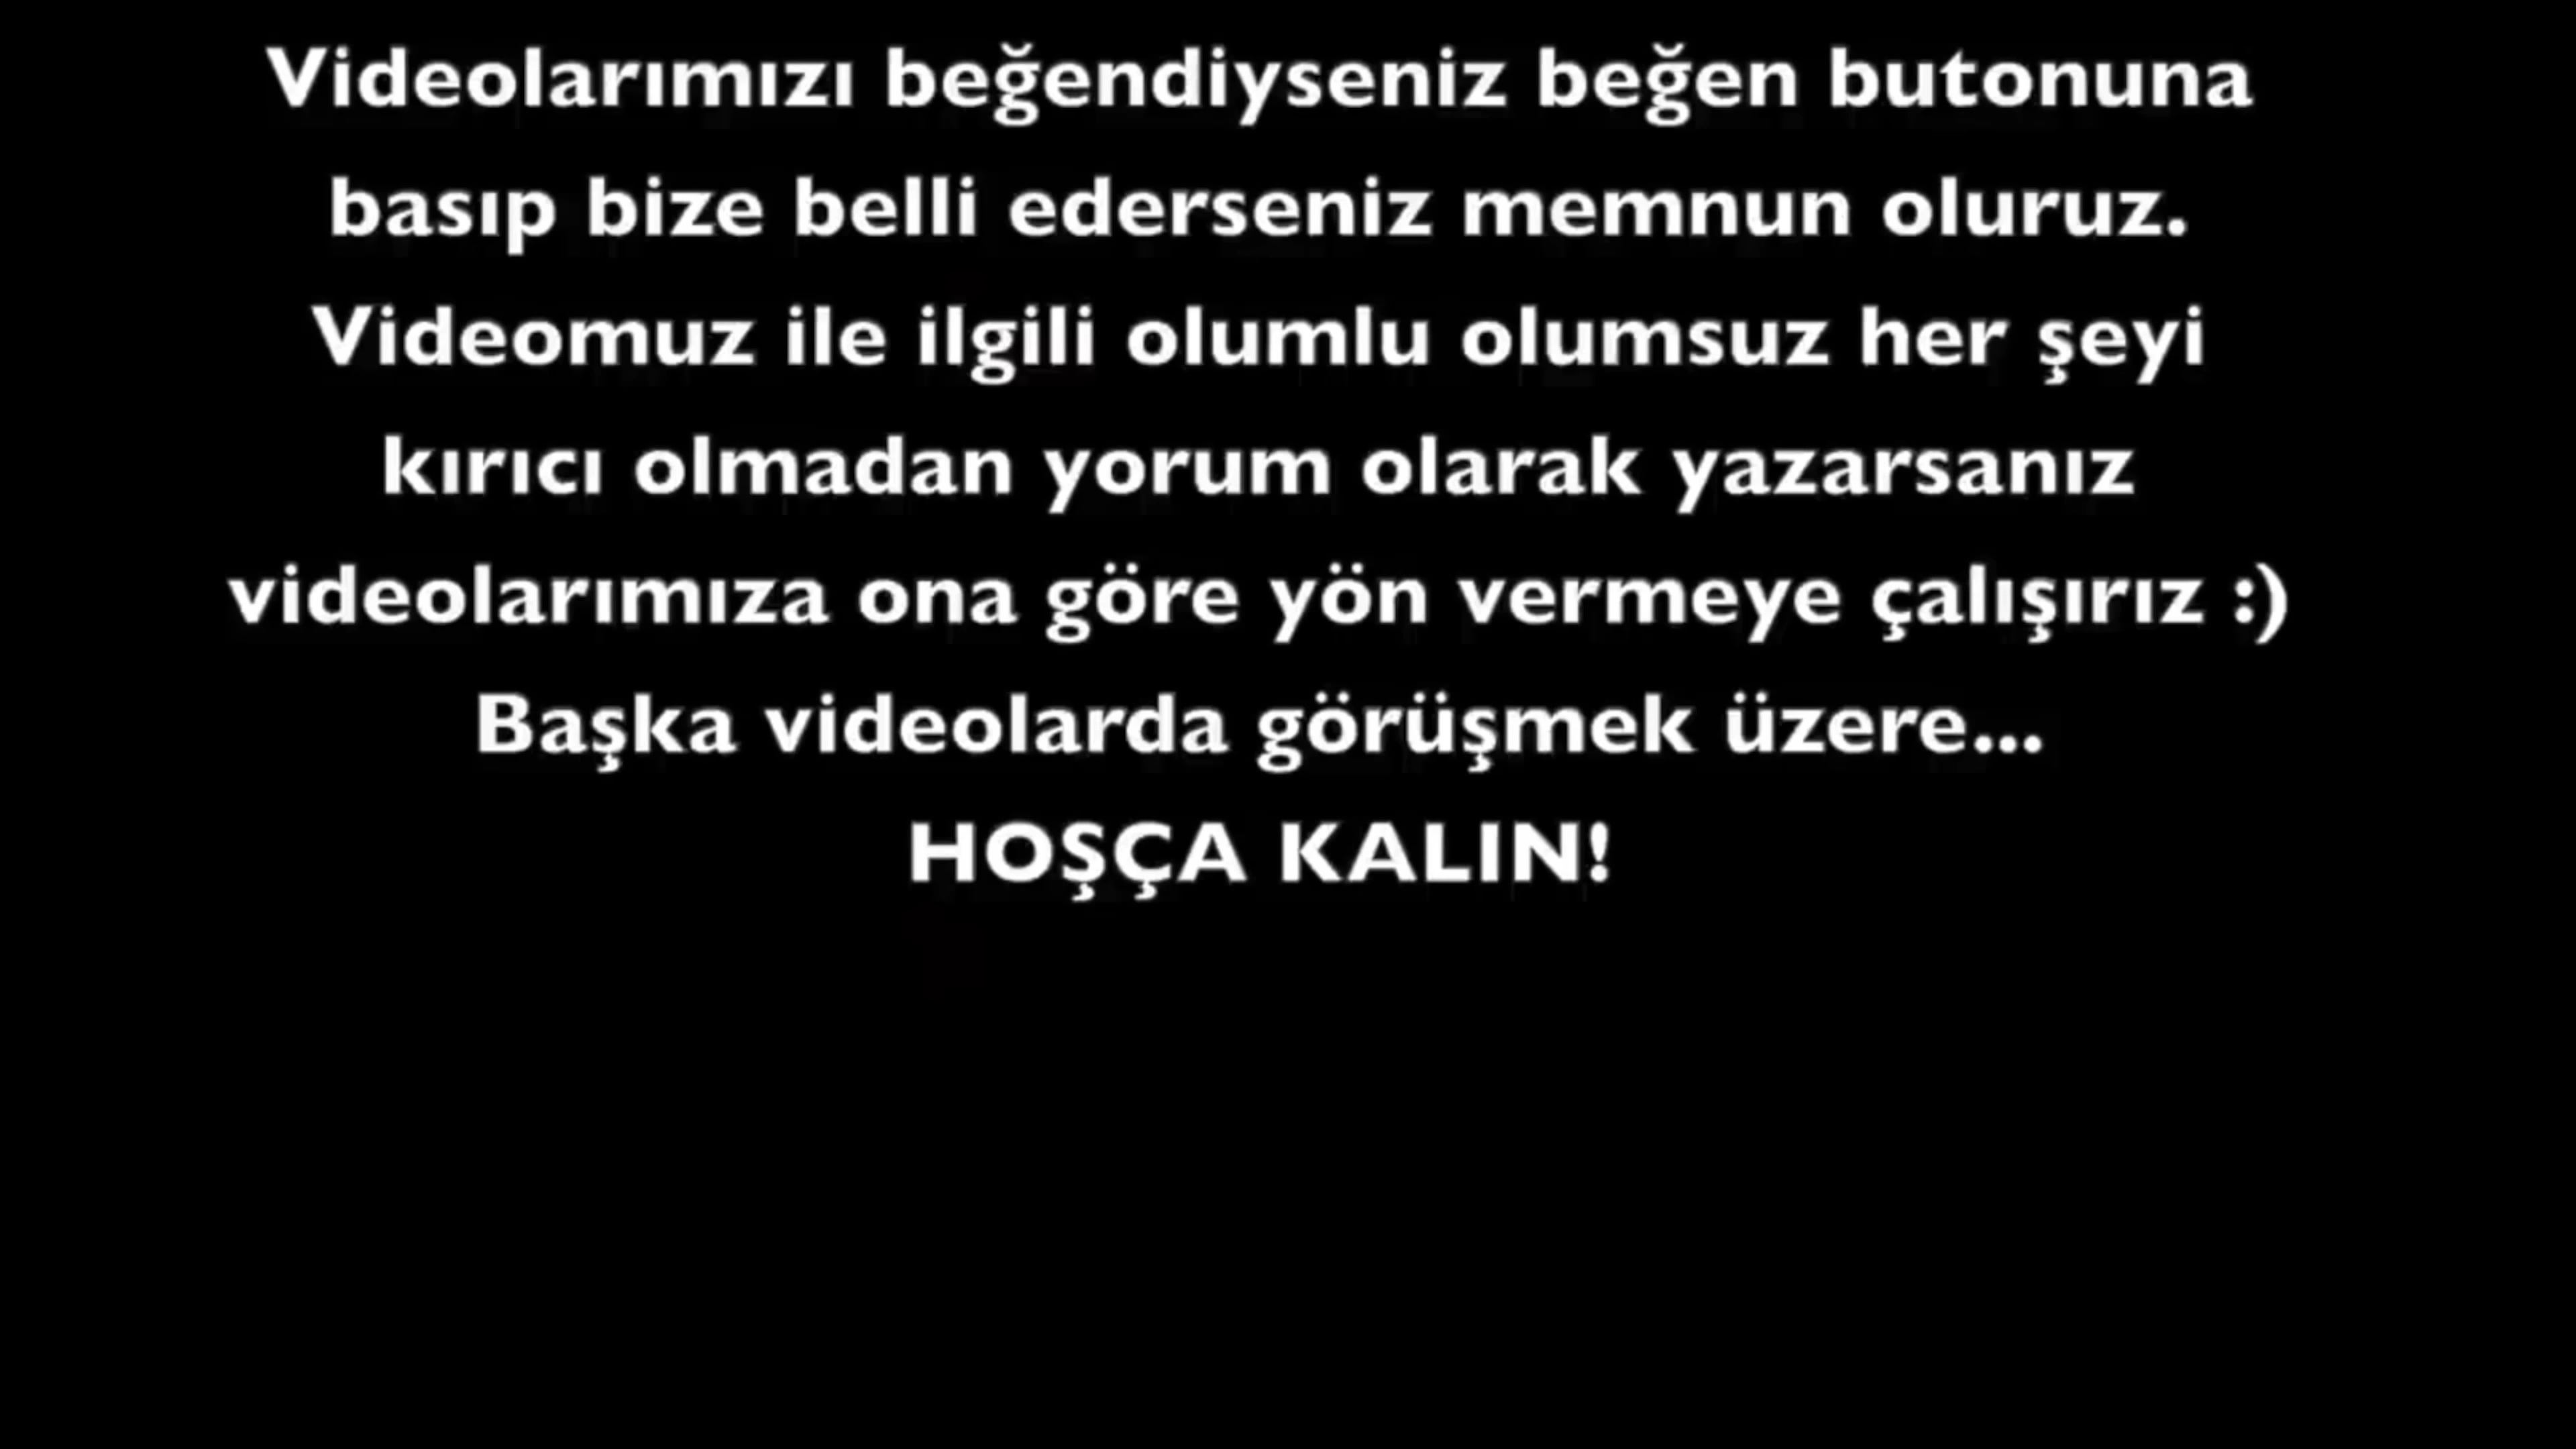 Videolarımızı beğendiyseniz beğen butonuna
basıp bize belli ederseniz memnun oluruz.
Videomuz ile ilgili olumlu olumsuz her şeyi
kırıcı olmadan yorum olarak yazarsanız
videolarımıza ona göre yön vermeye çalışırız :)
Başka videolarda görüşmek üzere...
HOŞÇA KALIN!